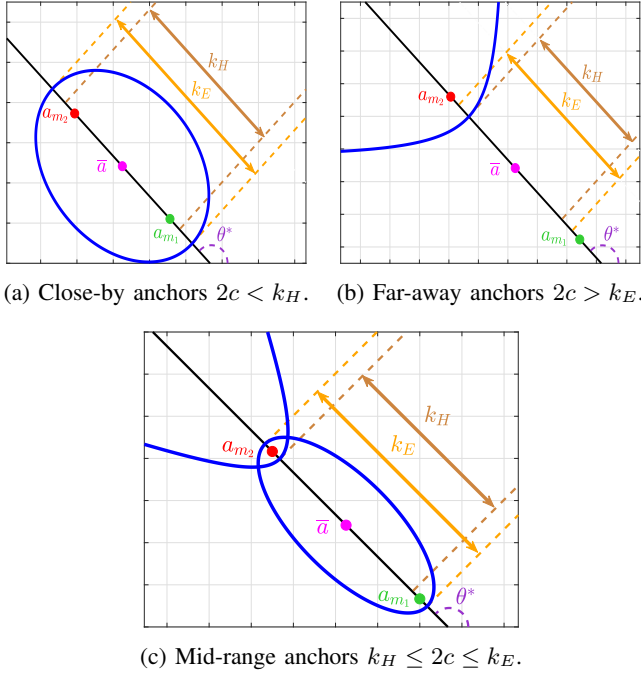 k_H
k_E
a_{m_2}
\overline{a}
a_{m_1}
θ*
(a) Close-by anchors 2c < k_H.
k_H
k_E
a_{m_2}
\overline{a}
a_{m_1}
θ*
(b) Far-away anchors 2c > k_E.
k_H
k_E
a_{m_2}
\overline{a}
a_{m_1}
θ*
(c) Mid-range anchors k_H ≤ 2c ≤ k_E.